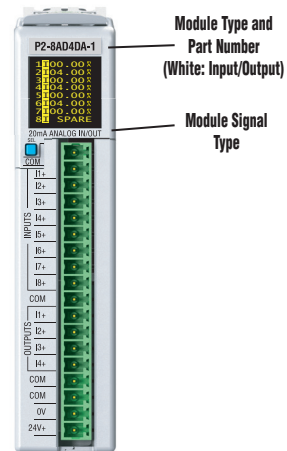 Module Type and
Part Number
(White: Input/Output)
P2-8AD4DA-1
1 I 00.00%
2 I 04.00%
3 I 00.00%
4 I 04.00%
5 I 00.00%
6 I 04.00%
7 I 00.00%
8 I SPARE
20mA ANALOG IN/OUT
Module Signal
Type
SEL
COM
I1+
I2+
I3+
I4+
I5+
I6+
I7+
I8+
INPUTS
COM
I1+
I2+
I3+
I4+
OUTPUTS
COM
COM
0V
24V+